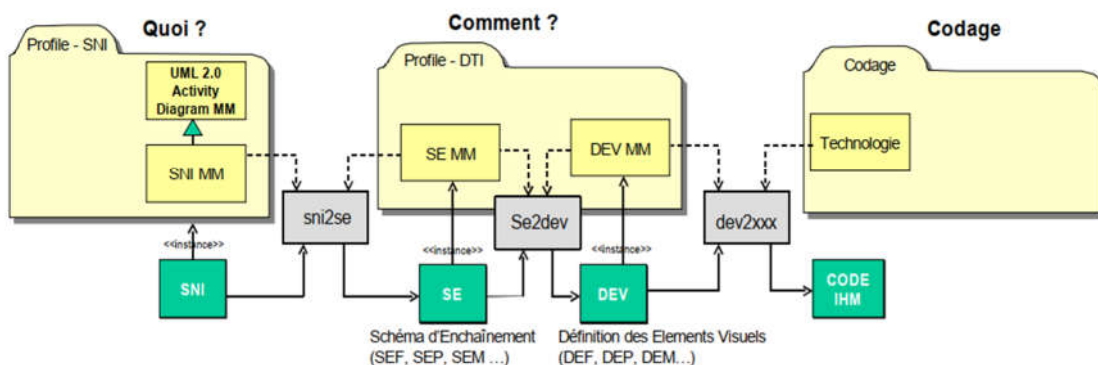 Quoi ?
Comment ?
Codage
Profile - SNI
Profile - DTI
Codage
UML 2.0
Activity
Diagram MM
SNI MM
SE MM
DEV MM
Technologie
sni2se
Se2dev
dev2xxx
<<instance>>
<<instance>>
<<instance>>
SNI
SE
DEV
CODE
IHM
Schéma d'Enchaînement
(SEF, SEP, SEM ...)
Définition des Elements Visuels
(DEF, DEP, DEM...)